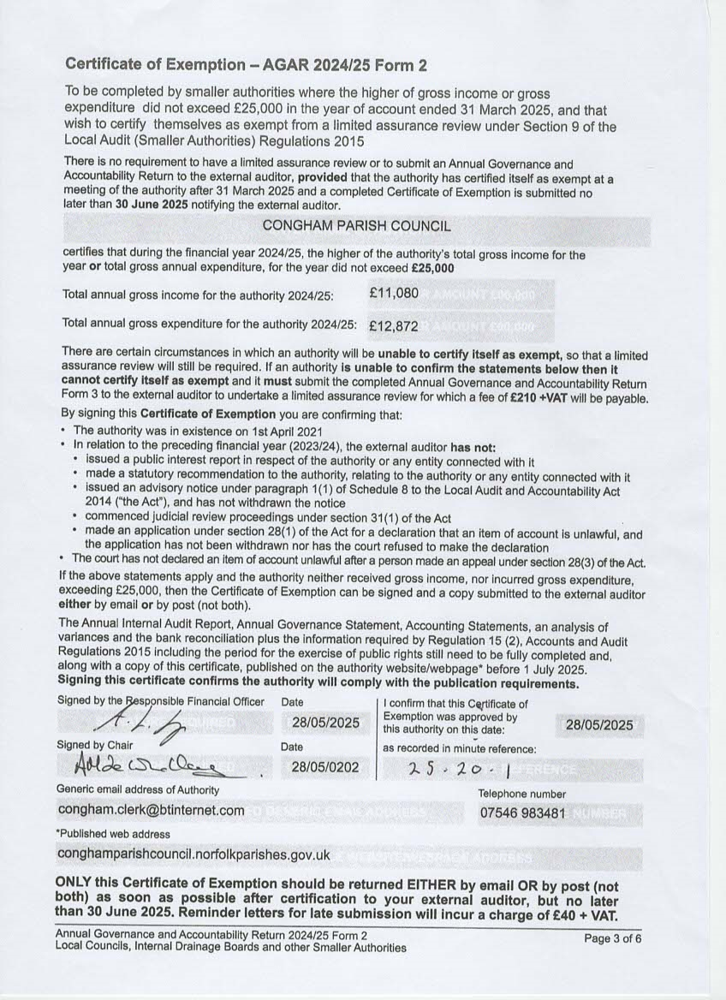 Certificate of Exemption – AGAR 2024/25 Form 2
To be completed by smaller authorities where the higher of gross income or gross
expenditure did not exceed £25,000 in the year of account ended 31 March 2025, and that
wish to certify themselves as exempt from a limited assurance review under Section 9 of the
Local Audit (Smaller Authorities) Regulations 2015
There is no requirement to have a limited assurance review or to submit an Annual Governance and
Accountability Return to the external auditor, provided that the authority has certified itself as exempt at a
meeting of the authority after 31 March 2025 and a completed Certificate of Exemption is submitted no
later than 30 June 2025 notifying the external auditor.
CONGHAM PARISH COUNCIL
certifies that during the financial year 2024/25, the higher of the authority's total gross income for the
year or total gross annual expenditure, for the year did not exceed £25,000
Total annual gross income for the authority 2024/25: £11,080 R AMOUNT £00,000
Total annual gross expenditure for the authority 2024/25: £12,872 R AMOUNT £00,000
There are certain circumstances in which an authority will be unable to certify itself as exempt, so that a limited
assurance review will still be required. If an authority is unable to confirm the statements below then it
cannot certify itself as exempt and it must submit the completed Annual Governance and Accountability Return
Form 3 to the external auditor to undertake a limited assurance review for which a fee of £210 +VAT will be payable.
By signing this Certificate of Exemption you are confirming that:
• The authority was in existence on 1st April 2021
• In relation to the preceding financial year (2023/24), the external auditor has not:
• issued a public interest report in respect of the authority or any entity connected with it
• made a statutory recommendation to the authority, relating to the authority or any entity connected with it
• issued an advisory notice under paragraph 1(1) of Schedule 8 to the Local Audit and Accountability Act
2014 ("the Act"), and has not withdrawn the notice
• commenced judicial review proceedings under section 31(1) of the Act
• made an application under section 28(1) of the Act for a declaration that an item of account is unlawful, and
the application has not been withdrawn nor has the court refused to make the declaration
• The court has not declared an item of account unlawful after a person made an appeal under section 28(3) of the Act.
If the above statements apply and the authority neither received gross income, nor incurred gross expenditure,
exceeding £25,000, then the Certificate of Exemption can be signed and a copy submitted to the external auditor
either by email or by post (not both).
The Annual Internal Audit Report, Annual Governance Statement, Accounting Statements, an analysis of
variances and the bank reconciliation plus the information required by Regulation 15 (2), Accounts and Audit
Regulations 2015 including the period for the exercise of public rights still need to be fully completed and,
along with a copy of this certificate, published on the authority website/webpage* before 1 July 2025.
Signing this certificate confirms the authority will comply with the publication requirements.
Signed by the Responsible Financial Officer Date
28/05/2025
Signed by Chair Date
28/05/0202
I confirm that this Certificate of
Exemption was approved by
this authority on this date: 28/05/2025
as recorded in minute reference:
25.20.1
Generic email address of Authority Telephone number
congham.clerk@btinternet.com 07546 983481 NUMBER
*Published web address
conghamparishcouncil.norfolkparishes.gov.uk
ONLY this Certificate of Exemption should be returned EITHER by email OR by post (not
both) as soon as possible after certification to your external auditor, but no later
than 30 June 2025. Reminder letters for late submission will incur a charge of £40 + VAT.
Annual Governance and Accountability Return 2024/25 Form 2 Page 3 of 6
Local Councils, Internal Drainage Boards and other Smaller Authorities